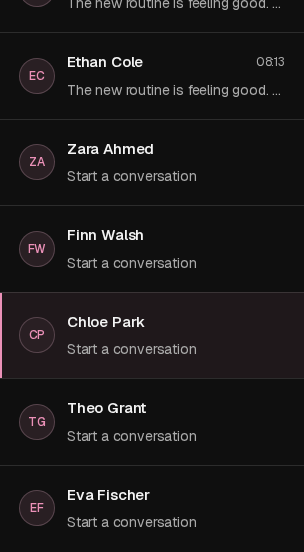 The new routine is feeling good. ...
EC
Ethan Cole
08:13
The new routine is feeling good. ...
ZA
Zara Ahmed
Start a conversation
FW
Finn Walsh
Start a conversation
CP
Chloe Park
Start a conversation
TG
Theo Grant
Start a conversation
EF
Eva Fischer
Start a conversation